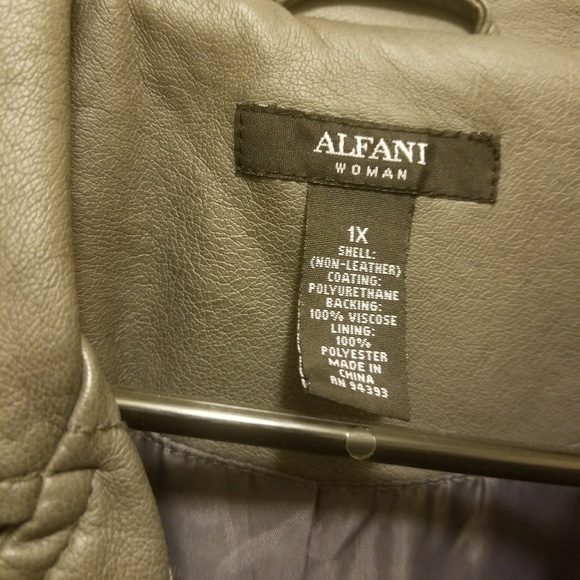 ALFANI
WOMAN
1X
SHELL:
(NON-LEATHER)
COATING:
POLYURETHANE
BACKING:
100% VISCOSE
LINING:
100%
POLYESTER
MADE IN
CHINA
RN 94393